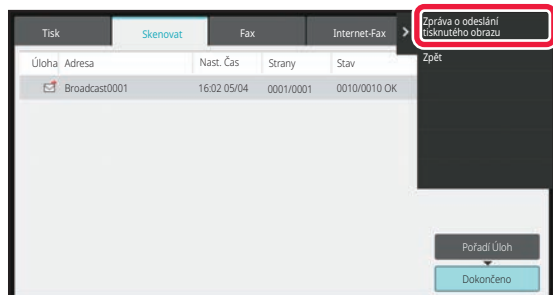 Tisk Skenovat Fax Internet-Fax
Zpráva o odeslání
tisknutého obrazu
Zpět
Úloha Adresa Nast. Čas Strany Stav
Broadcast0001 16:02 05/04 0001/0001 0010/0010 OK
Pořadí Úloh
Dokončeno